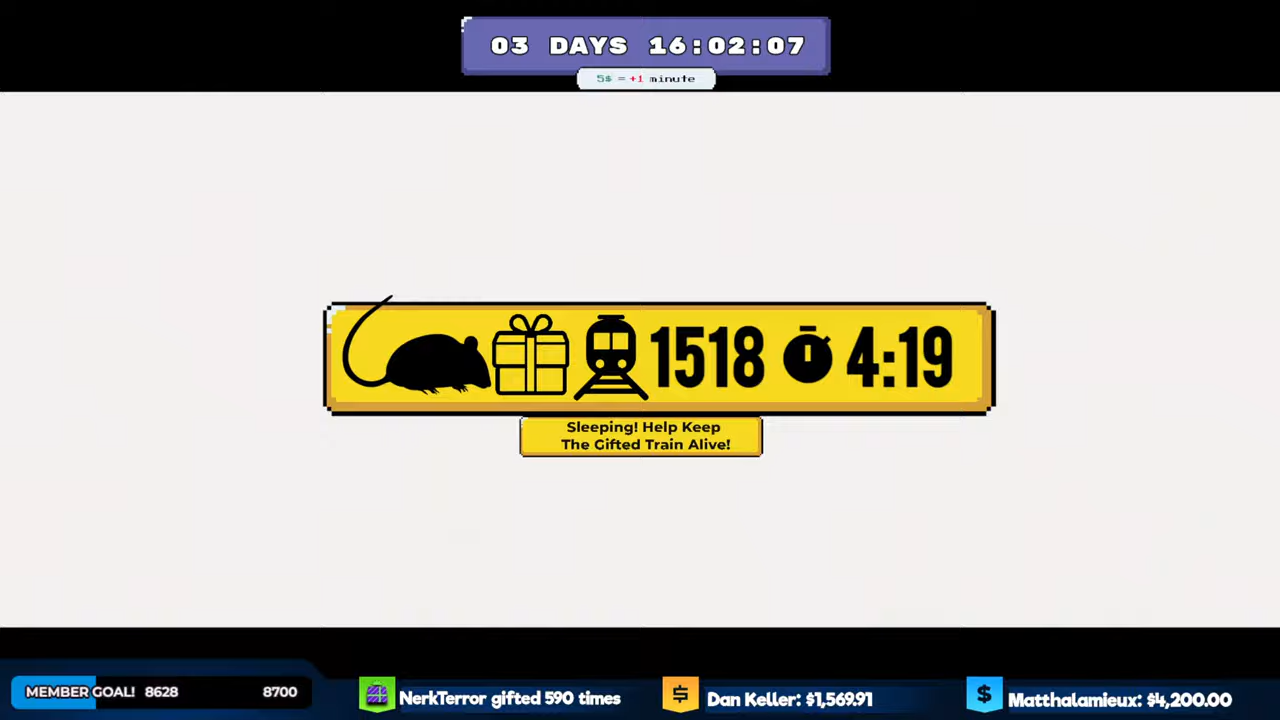 03 DAYS 16:02:07
5$ = +1 minute
1518 4:19
Sleeping! Help Keep
The Gifted Train Alive!
MEMBER GOAL! 8628 8700
NerkTerror gifted 590 times
Dan Keller: $1,569.91
Matthalamieux: $4,200.00